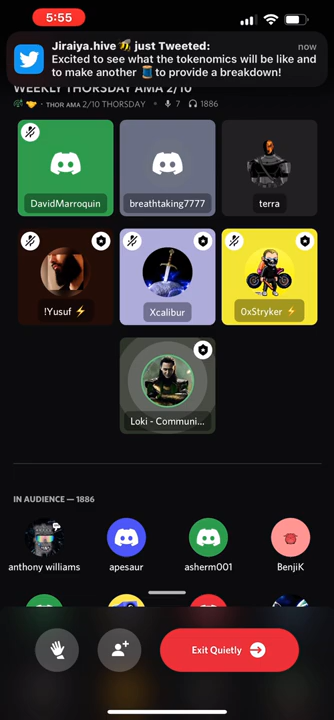 5:55
Jiraiya.hive 🐝 just Tweeted:
now
Excited to see what the tokenomics will be like and
to make another 🧵 to provide a breakdown!
WEEKLY THORSDAY AMA 2/10
THOR AMA 2/10 THORSDAY • 7 1886
DavidMarroquin
breathtaking7777
terra
!Yusuf ⚡
Xcalibur
0xStryker ⚡
Loki - Communi...
IN AUDIENCE — 1886
anthony williams
apesaur
asherm001
BenjiK
Exit Quietly